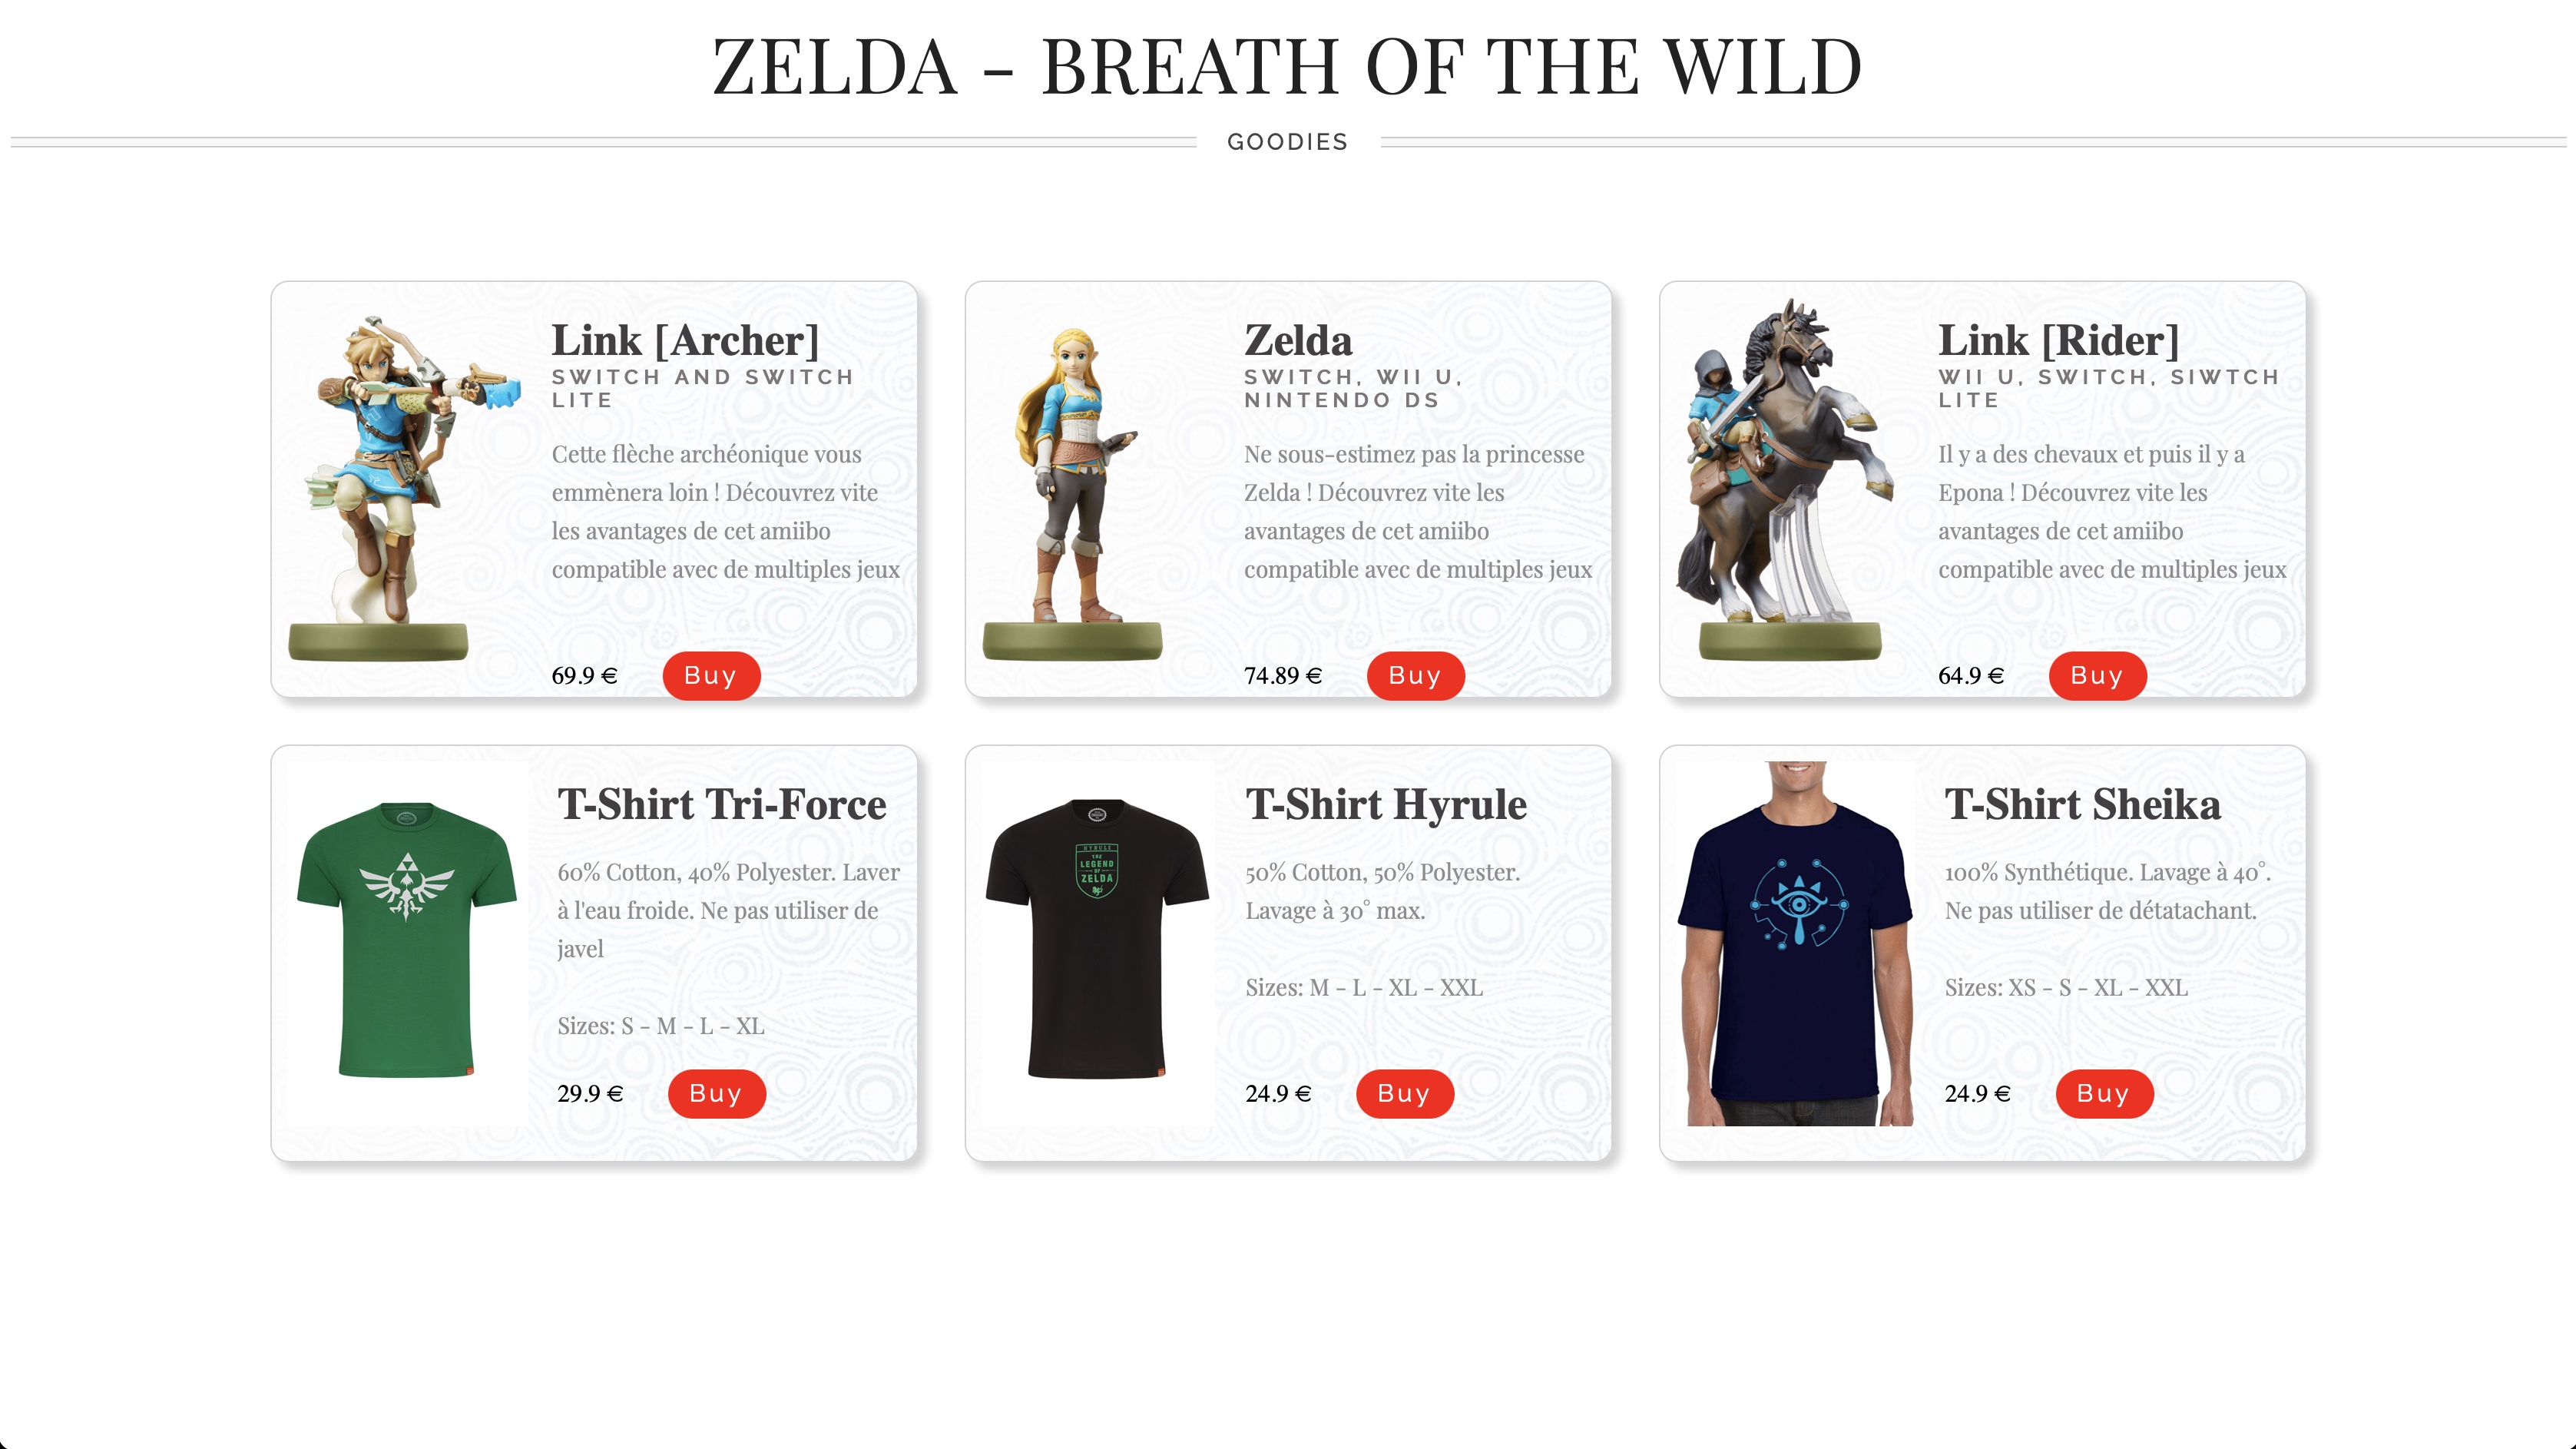 ZELDA - BREATH OF THE WILD
GOODIES
Link [Archer]
SWITCH AND SWITCH
LITE
Cette flèche archéonique vous
emmènera loin ! Découvrez vite
les avantages de cet amiibo
compatible avec de multiples jeux
69.9 €
Buy
Zelda
SWITCH, WII U,
NINTENDO DS
Ne sous-estimez pas la princesse
Zelda ! Découvrez vite les
avantages de cet amiibo
compatible avec de multiples jeux
74.89 €
Buy
Link [Rider]
WII U, SWITCH, SIWTCH
LITE
Il y a des chevaux et puis il y a
Epona ! Découvrez vite les
avantages de cet amiibo
compatible avec de multiples jeux
64.9 €
Buy
T-Shirt Tri-Force
60% Cotton, 40% Polyester. Laver
à l'eau froide. Ne pas utiliser de
javel
Sizes: S - M - L - XL
29.9 €
Buy
HYRULE
THE
LEGEND
OF
ZELDA
T-Shirt Hyrule
50% Cotton, 50% Polyester.
Lavage à 30° max.
Sizes: M - L - XL - XXL
24.9 €
Buy
T-Shirt Sheika
100% Synthétique. Lavage à 40°.
Ne pas utiliser de détatachant.
Sizes: XS - S - XL - XXL
24.9 €
Buy